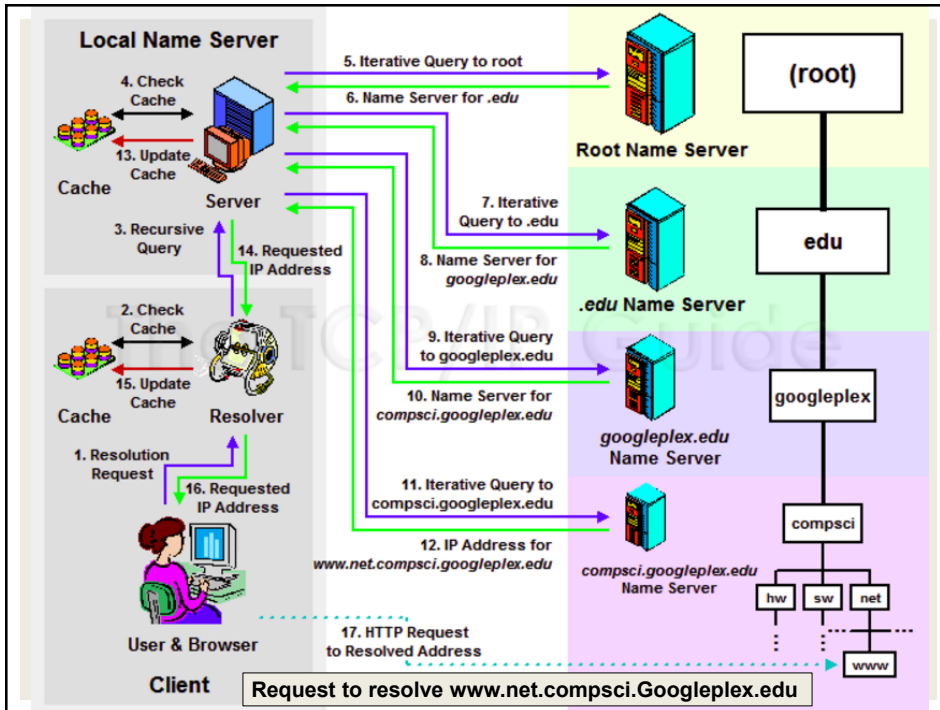 Local Name Server
4. Check
Cache
13. Update
Cache
Cache
Server
3. Recursive
Query
14. Requested
IP Address
2. Check
Cache
15. Update
Cache
Cache
Resolver
1. Resolution
Request
16. Requested
IP Address
User & Browser
Client
5. Iterative Query to root
6. Name Server for .edu
7. Iterative
Query to .edu
8. Name Server for
googleplex.edu
9. Iterative Query
to googleplex.edu
10. Name Server for
compsci.googleplex.edu
11. Iterative Query to
compsci.googleplex.edu
12. IP Address for
www.net.compsci.googleplex.edu
17. HTTP Request
to Resolved Address
Root Name Server
.edu Name Server
googleplex.edu
Name Server
compsci.googleplex.edu
Name Server
(root)
edu
googleplex
compsci
hw
sw
net
www
The TCP/IP Guide
Request to resolve www.net.compsci.Googleplex.edu